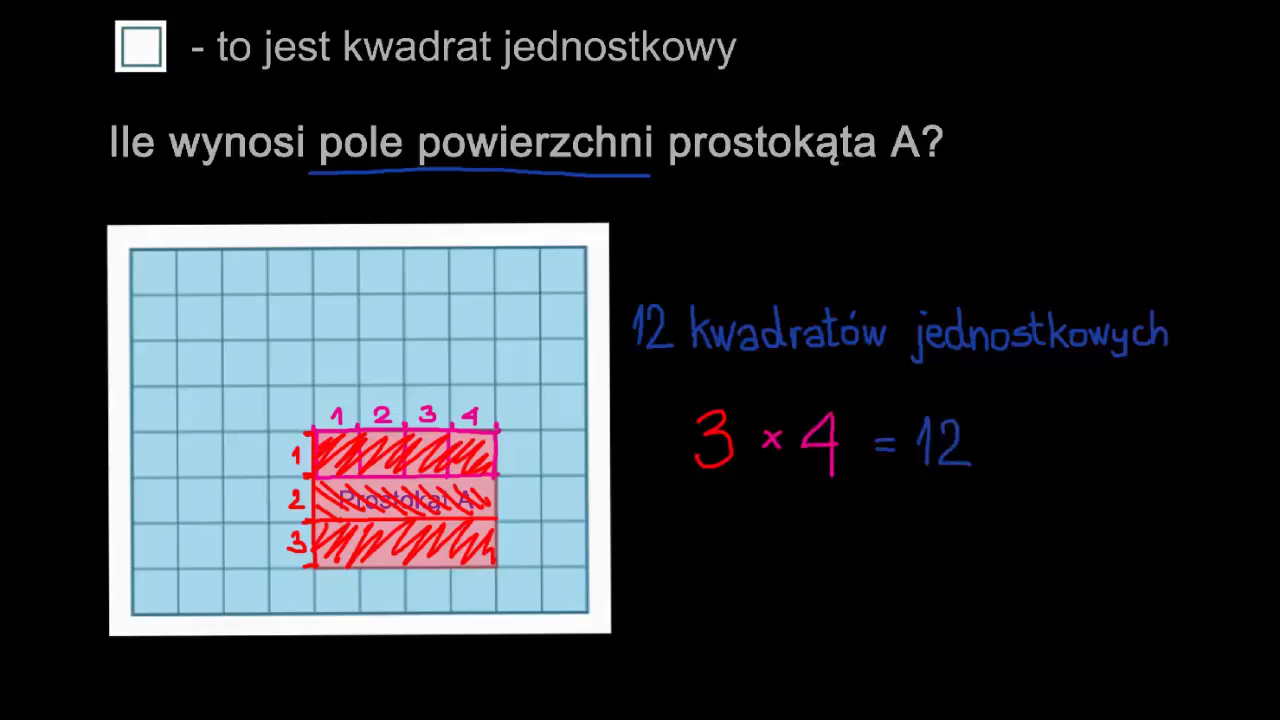 - to jest kwadrat jednostkowy
Ile wynosi pole powierzchni prostokąta A?
12 kwadratów jednostkowych
1 2 3 4
3 × 4 = 12
1
2 Prostokąt A
3